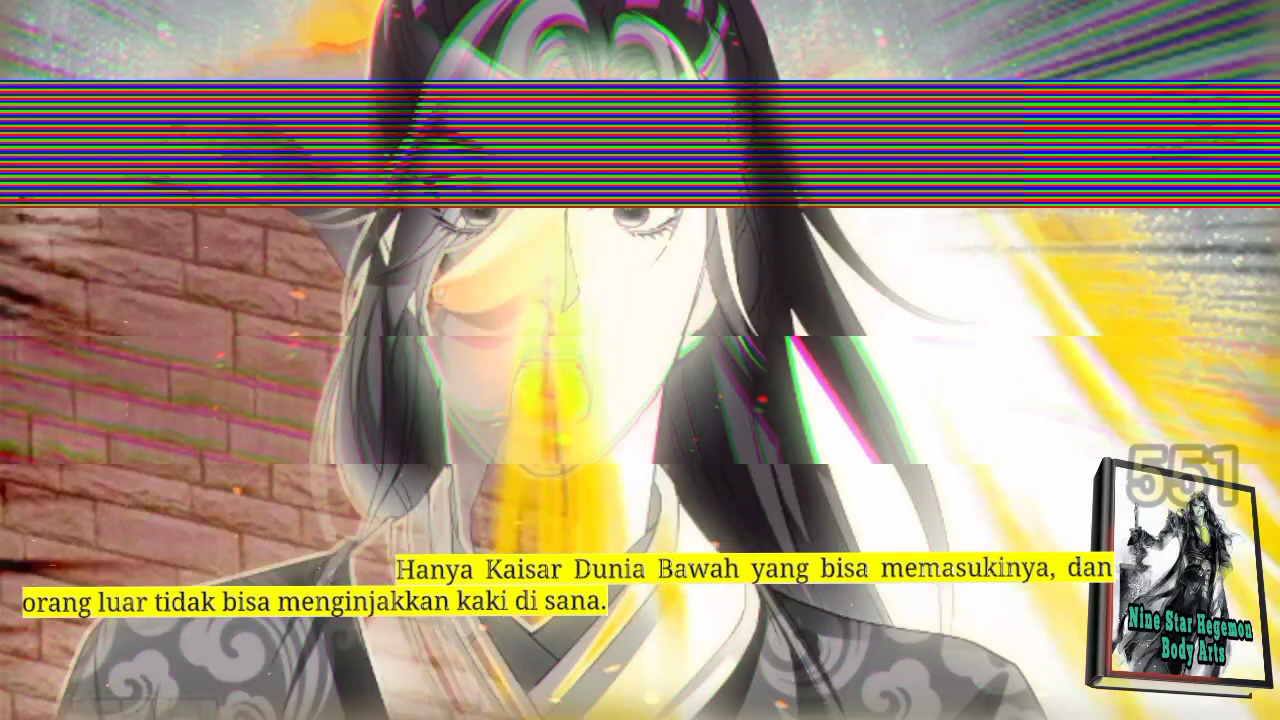 551
Hanya Kaisar Dunia Bawah yang bisa memasukinya, dan
orang luar tidak bisa menginjakkan kaki di sana.
Nine Star Hegemon
Body Arts